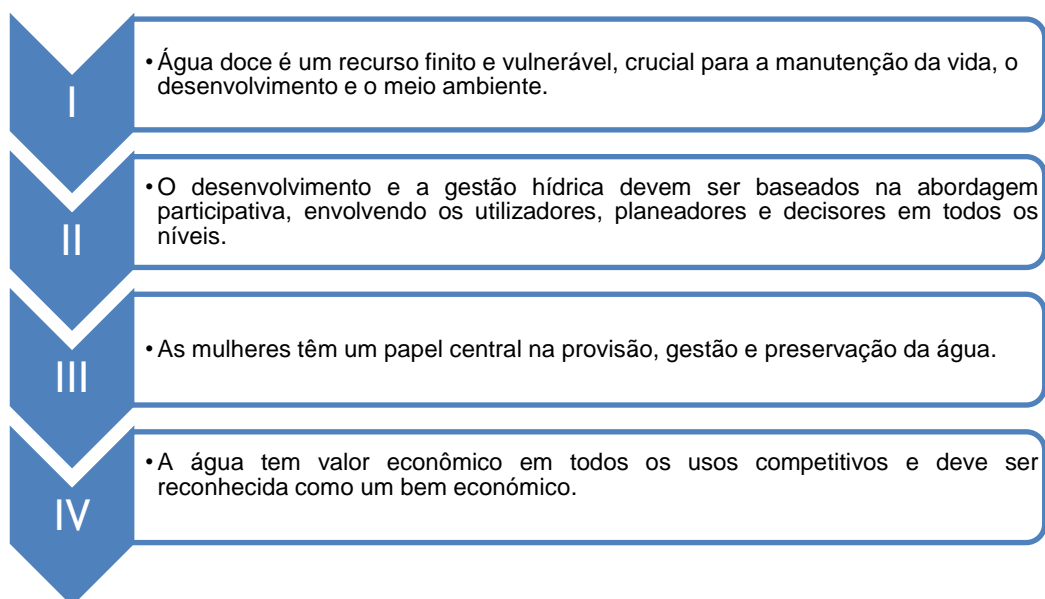 I
• Água doce é um recurso finito e vulnerável, crucial para a manutenção da vida, o
desenvolvimento e o meio ambiente.
II
• O desenvolvimento e a gestão hídrica devem ser baseados na abordagem
participativa, envolvendo os utilizadores, planeadores e decisores em todos os
níveis.
III
• As mulheres têm um papel central na provisão, gestão e preservação da água.
IV
• A água tem valor econômico em todos os usos competitivos e deve ser
reconhecida como um bem económico.